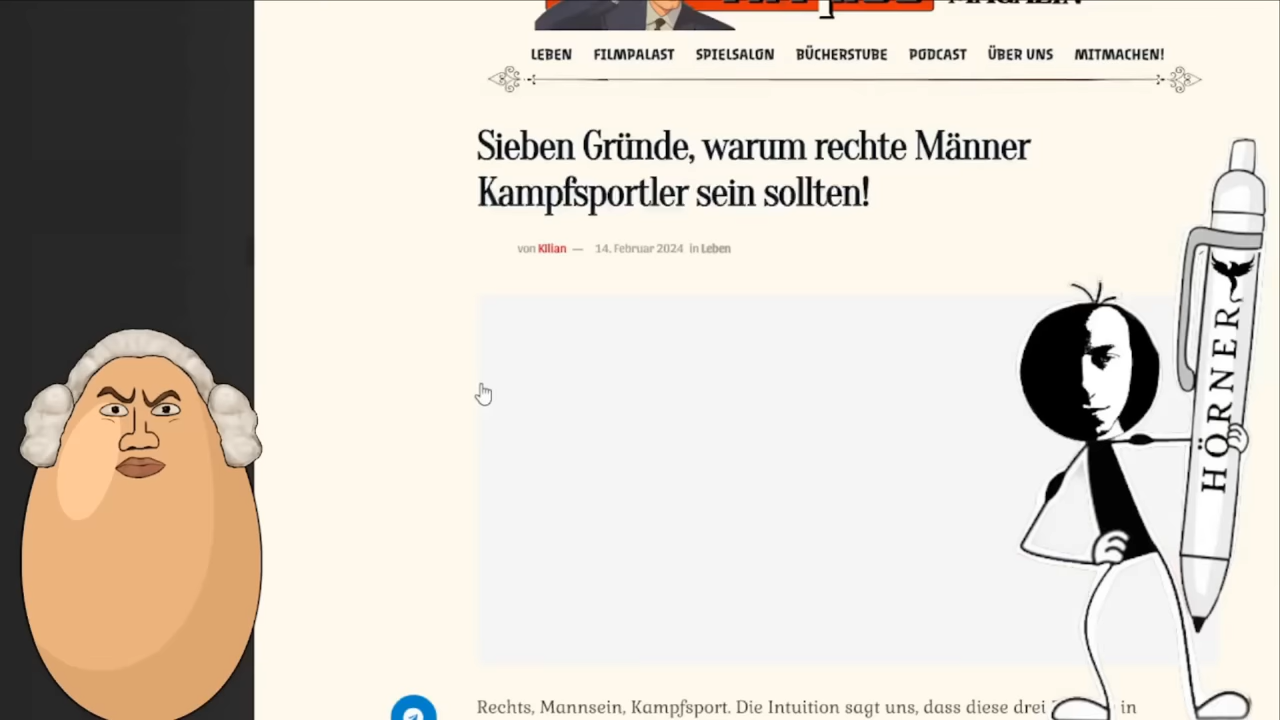 LEBEN FILMPALAST SPIELSALON BÜCHERSTUBE PODCAST ÜBER UNS MITMACHEN!
Sieben Gründe, warum rechte Männer
Kampfsportler sein sollten!
von Kilian — 14. Februar 2024 in Leben
HÖRNER
Rechts, Mannsein, Kampfsport. Die Intuition sagt uns, dass diese drei in